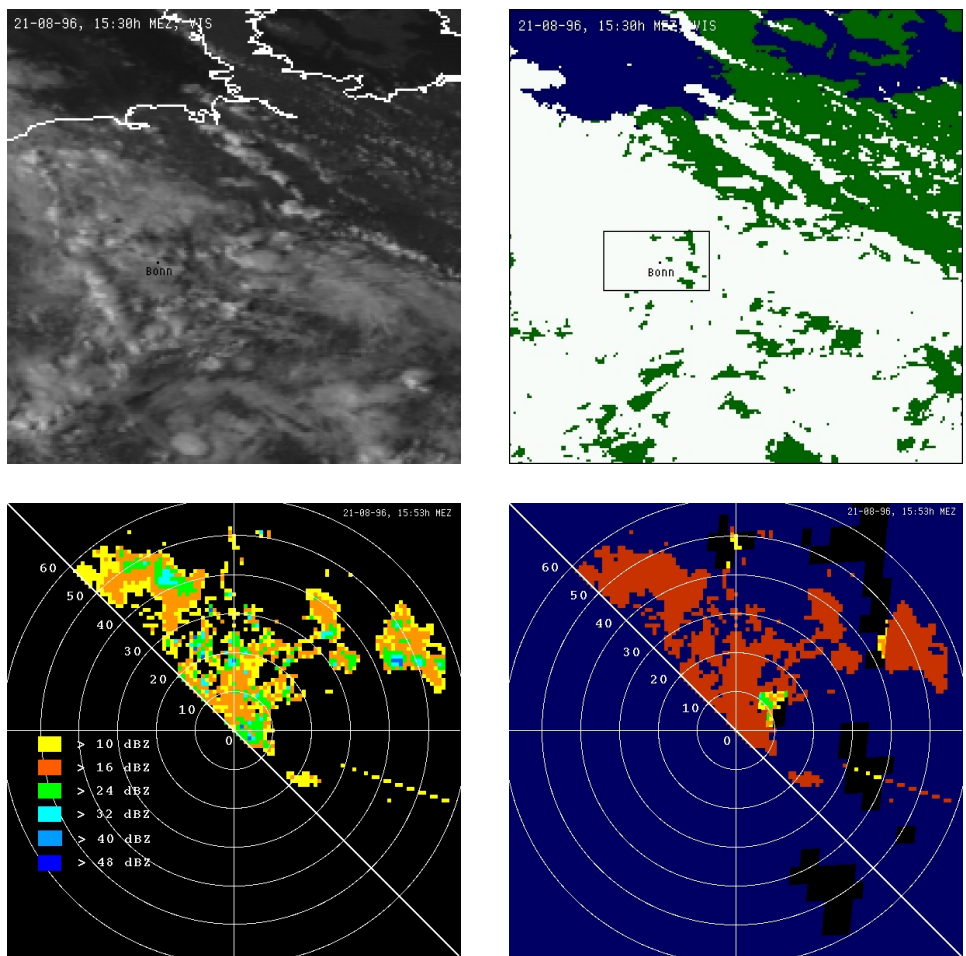 21-08-96, 15:30h MEZ, VIS
Bonn
21-08-96, 15:30h MEZ, VIS
Bonn
21-08-96, 15:53h MEZ
60
50
40
30
20
10
0
> 10 dBZ
> 16 dBZ
> 24 dBZ
> 32 dBZ
> 40 dBZ
> 48 dBZ
21-08-96, 15:53h MEZ
60
50
40
30
20
10
0